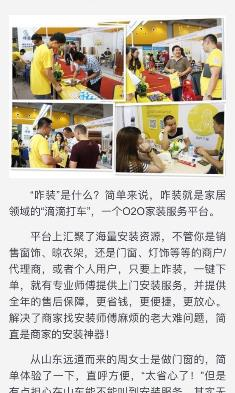 “咋装”是什么？简单来说，咋装就是家居
领域的“滴滴打车”，一个O2O家装服务平台。
平台上汇聚了海量安装资源，不管你是销
售窗饰、晾衣架，还是门窗、灯饰等等的商户/
代理商，或者个人用户，只要上咋装，一键下
单，就有专业师傅提供上门安装服务，并提供
全年的售后保障，更省钱，更便捷，更放心。
解决了商家找安装师傅麻烦的老大难问题，简
直是商家的安装神器！
从山东远道而来的周女士是做门窗的，简
单体验了一下，直呼方便，“太省心了！”但是
有点担心在山东能不能叫到安装服务，其实无